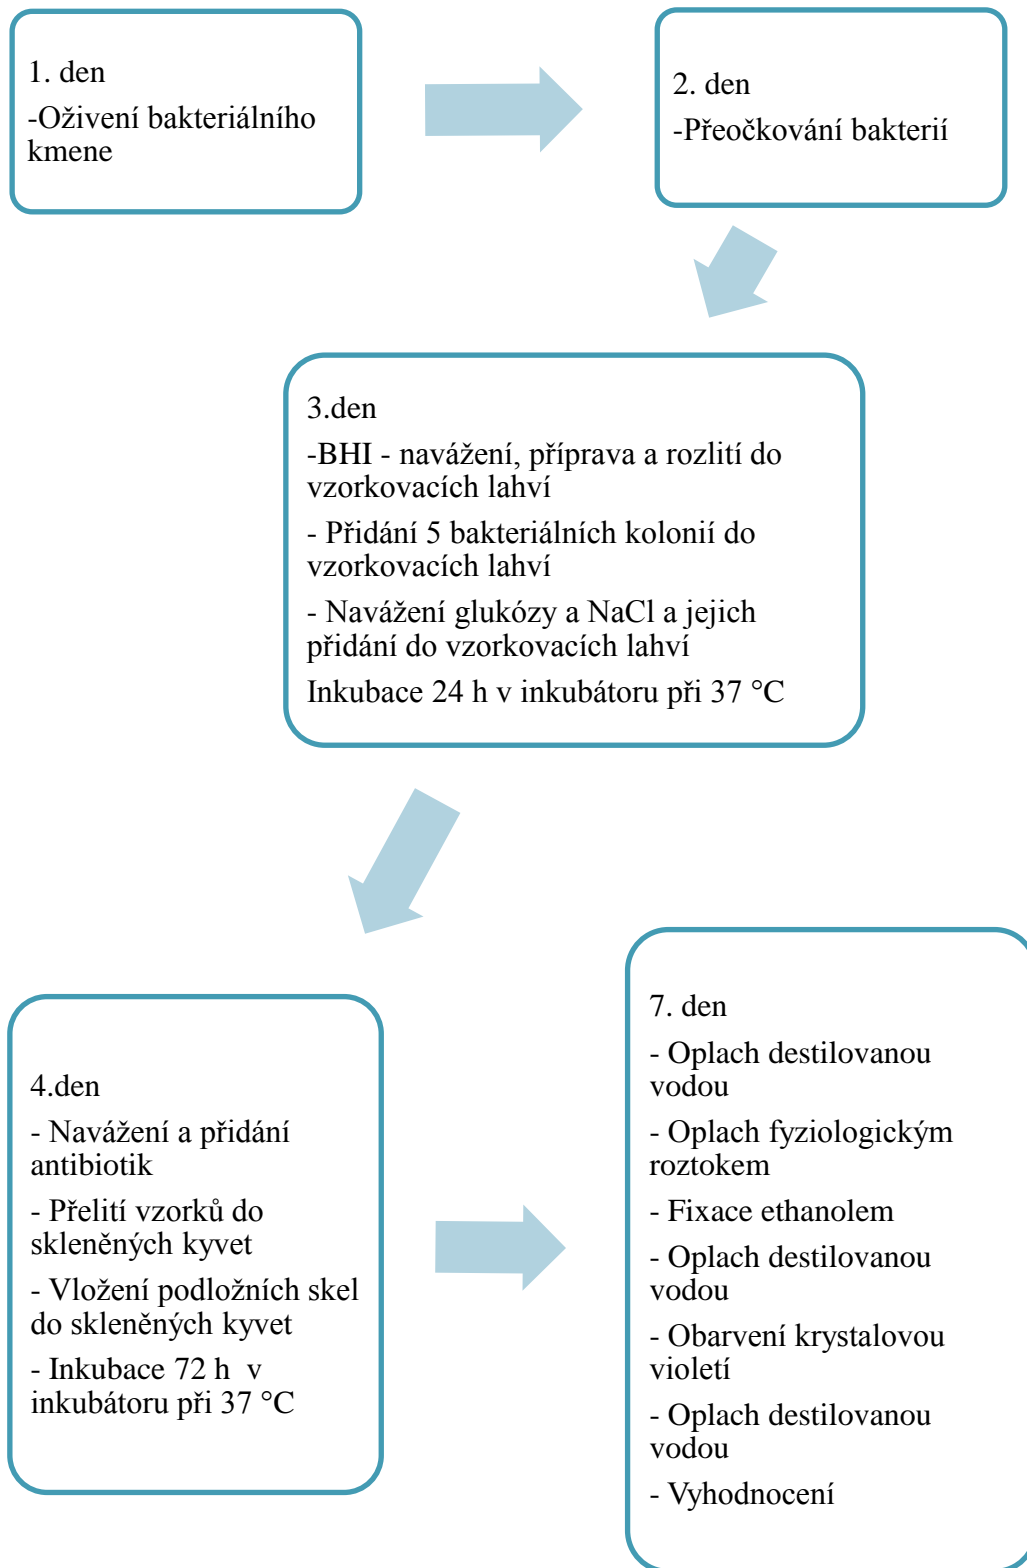 1. den
-Oživení bakteriálního
kmene
2. den
-Přeočkování bakterií
3.den
-BHI - navážení, příprava a rozlití do
vzorkovacích lahví
- Přidání 5 bakteriálních kolonií do
vzorkovacích lahví
- Navážení glukózy a NaCl a jejich
přidání do vzorkovacích lahví
Inkubace 24 h v inkubátoru při 37 °C
4.den
- Navážení a přidání
antibiotik
- Přelití vzorků do
skleněných kyvet
- Vložení podložních skel
do skleněných kyvet
- Inkubace 72 h  v
inkubátoru při 37 °C
7. den
- Oplach destilovanou
vodou
- Oplach fyziologickým
roztokem
- Fixace ethanolem
- Oplach destilovanou
vodou
- Obarvení krystalovou
violetí
- Oplach destilovanou
vodou
- Vyhodnocení